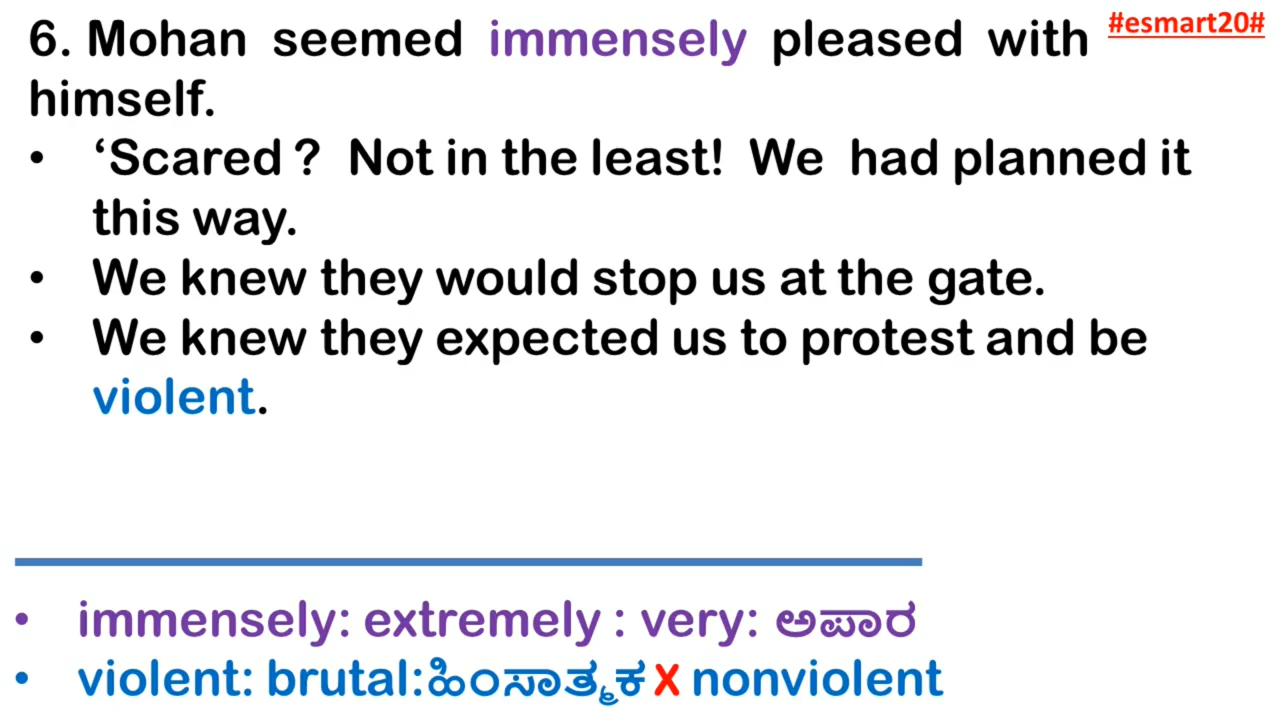 #esmart20#
6. Mohan seemed immensely pleased with
himself.
• ‘Scared ? Not in the least! We had planned it
this way.
• We knew they would stop us at the gate.
• We knew they expected us to protest and be
violent.
• immensely: extremely : very: ಅಪಾರ
• violent: brutal:ಹಿಂಸಾತ್ಮಕ X nonviolent